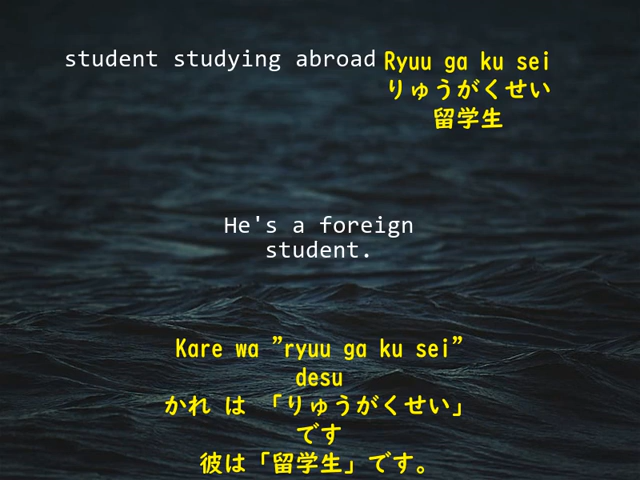 student studying abroad
Ryuu ga ku sei
りゅうがくせい
留学生
He's a foreign
student.
Kare wa ”ryuu ga ku sei”
desu
かれ は 「りゅうがくせい」
です
彼は「留学生」です。